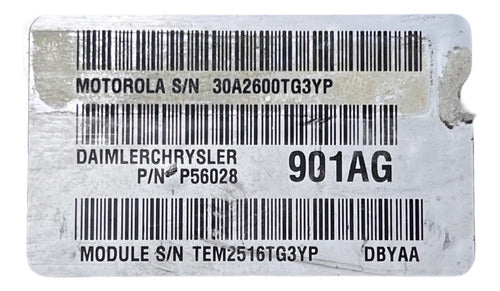 MOTOROLA S/N 30A2600TG3YP
DAIMLERCHRYSLER
P/N P56028 901AG
MODULE S/N TEM2516TG3YP DBYAA